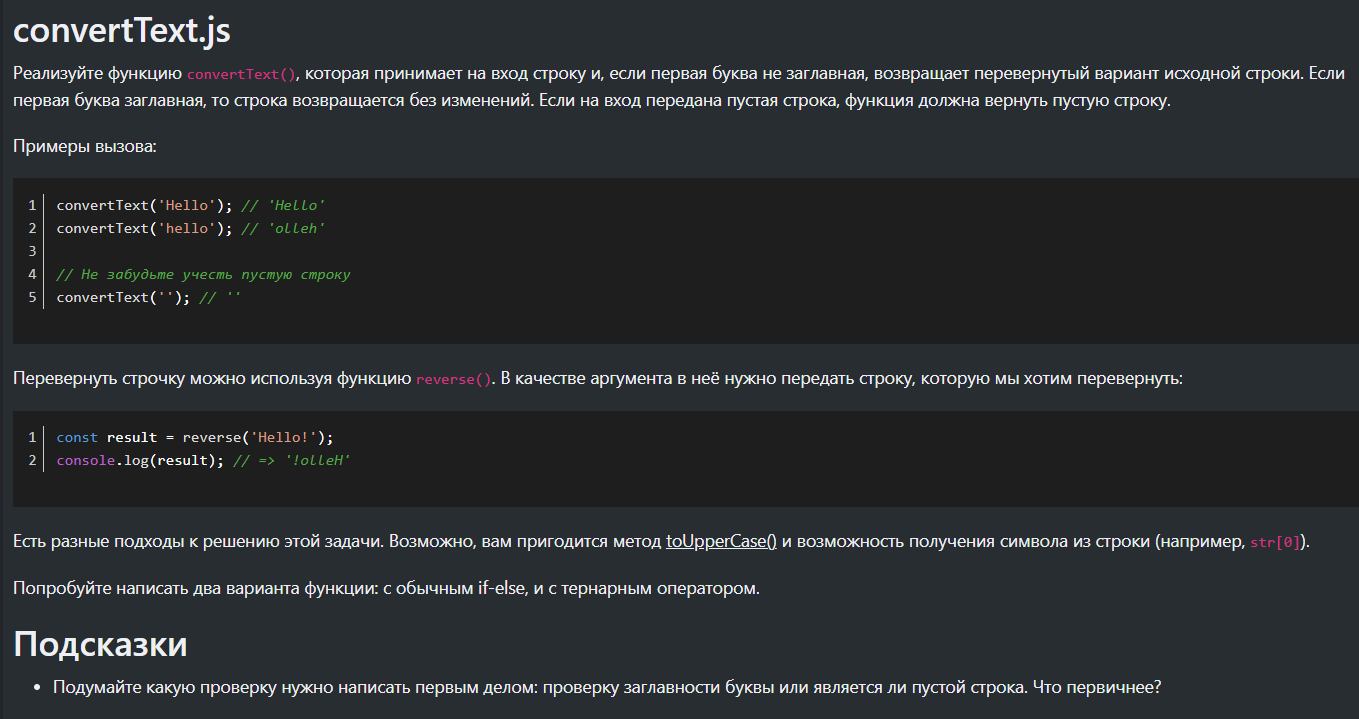 convertText.js
Реализуйте функцию convertText(), которая принимает на вход строку и, если первая буква не заглавная, возвращает перевернутый вариант исходной строки. Если
первая буква заглавная, то строка возвращается без изменений. Если на вход передана пустая строка, функция должна вернуть пустую строку.
Примеры вызова:
1 convertText('Hello'); // 'Hello'
2 convertText('hello'); // 'olleh'
3
4 // Не забудьте учесть пустую строку
5 convertText(''); // ''
Перевернуть строчку можно используя функцию reverse(). В качестве аргумента в неё нужно передать строку, которую мы хотим перевернуть:
1 const result = reverse('Hello!');
2 console.log(result); // => '!olleH'
Есть разные подходы к решению этой задачи. Возможно, вам пригодится метод toUpperCase() и возможность получения символа из строки (например, str[0]).
Попробуйте написать два варианта функции: с обычным if-else, и с тернарным оператором.
Подсказки
• Подумайте какую проверку нужно написать первым делом: проверку заглавности буквы или является ли пустой строка. Что первичнее?